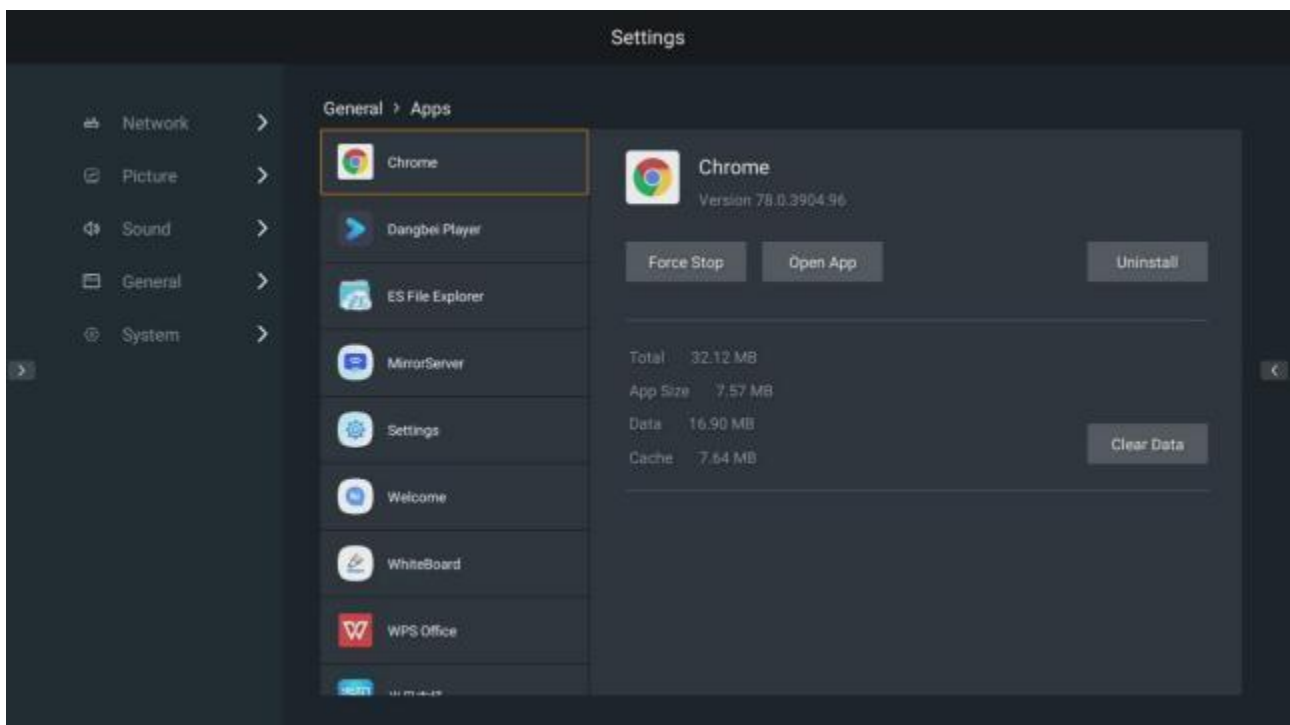 Settings
Network
Picture
Sound
General
System
General > Apps
Chrome
Dangbei Player
ES File Explorer
MirrorServer
Settings
Welcome
WhiteBoard
WPS Office
Chrome
Version 78.0.3904.96
Force Stop
Open App
Uninstall
Total 32.12 MB
App Size 7.57 MB
Data 16.90 MB
Cache 7.64 MB
Clear Data